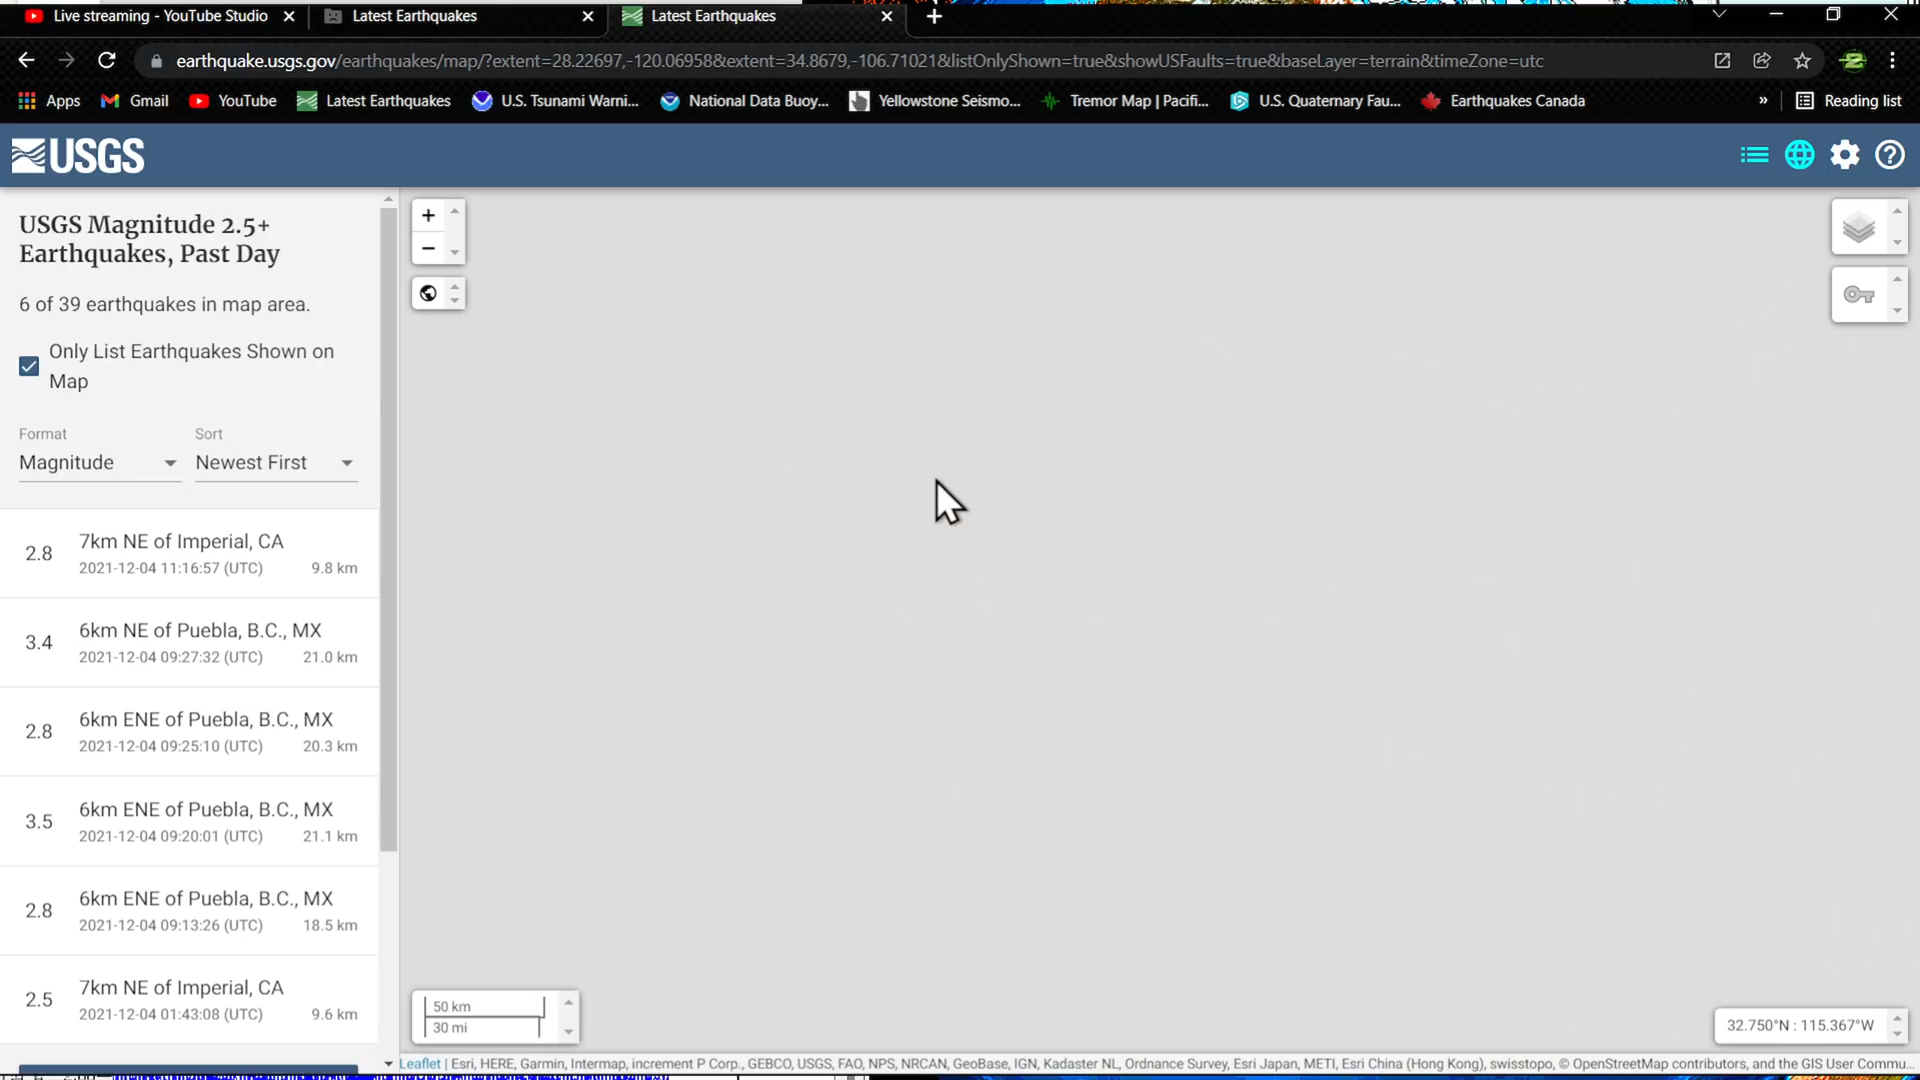 Live streaming - YouTube Studio
Latest Earthquakes
Latest Earthquakes
earthquake.usgs.gov/earthquakes/map/?extent=28.22697,-120.06958&extent=34.8679,-106.71021&listOnlyShown=true&showUSFaults=true&baseLayer=terrain&timeZone=utc
Apps
Gmail
YouTube
Latest Earthquakes
U.S. Tsunami Warni...
National Data Buoy...
Yellowstone Seismo...
Tremor Map | Pacifi...
U.S. Quaternary Fau...
Earthquakes Canada
»
Reading list
USGS
USGS Magnitude 2.5+
Earthquakes, Past Day
6 of 39 earthquakes in map area.
Only List Earthquakes Shown on
Map
Format
Sort
Magnitude
Newest First
2.8
7km NE of Imperial, CA
2021-12-04 11:16:57 (UTC) 9.8 km
3.4
6km NE of Puebla, B.C., MX
2021-12-04 09:27:32 (UTC) 21.0 km
2.8
6km ENE of Puebla, B.C., MX
2021-12-04 09:25:10 (UTC) 20.3 km
3.5
6km ENE of Puebla, B.C., MX
2021-12-04 09:20:01 (UTC) 21.1 km
2.8
6km ENE of Puebla, B.C., MX
2021-12-04 09:13:26 (UTC) 18.5 km
2.5
7km NE of Imperial, CA
2021-12-04 01:43:08 (UTC) 9.6 km
+
−
50 km
30 mi
32.750°N : 115.367°W
Leaflet | Esri, HERE, Garmin, Intermap, increment P Corp., GEBCO, USGS, FAO, NPS, NRCAN, GeoBase, IGN, Kadaster NL, Ordnance Survey, Esri Japan, METI, Esri China (Hong Kong), swisstopo, © OpenStreetMap contributors, and the GIS User Commu...